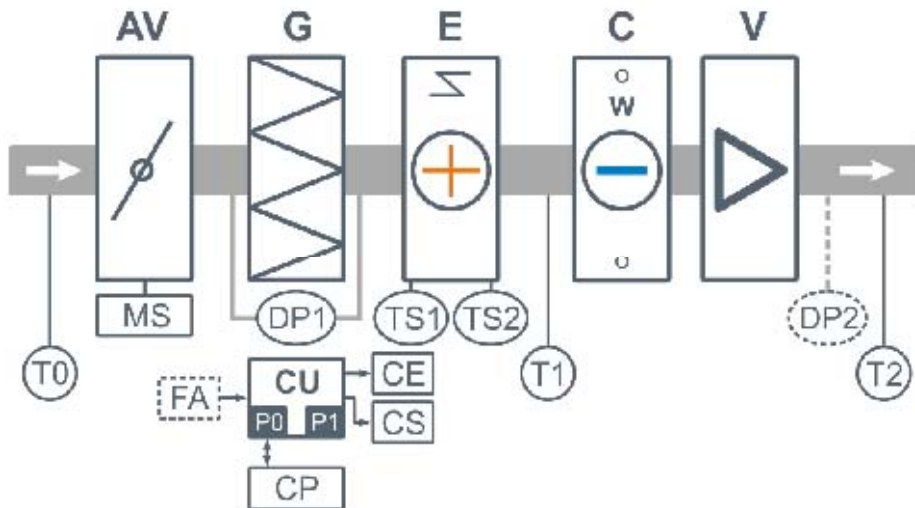 AV G E C V
W
MS DP1 TS1 TS2 DP2
T0 T1 T2
FA CU CE
P0 P1 CS
CP